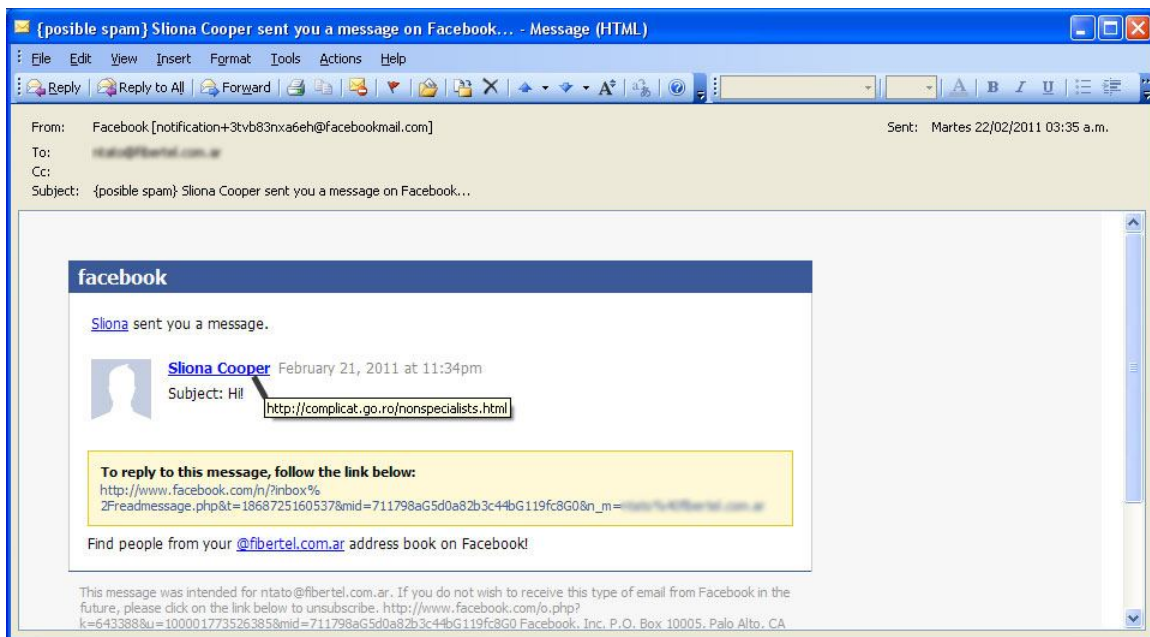 {posible spam} Sliona Cooper sent you a message on Facebook... - Message (HTML)
File Edit View Insert Format Tools Actions Help
Reply Reply to All Forward
From: Facebook [notification+3tvb83nxa6eh@facebookmail.com] Sent: Martes 22/02/2011 03:35 a.m.
To:
Cc:
Subject: {posible spam} Sliona Cooper sent you a message on Facebook...
facebook
Sliona sent you a message.
Sliona Cooper February 21, 2011 at 11:34pm
Subject: Hi!
http://complicat.go.ro/nonspecialists.html
To reply to this message, follow the link below:
http://www.facebook.com/n/?inbox%
2Freadmessage.php&t=1868725160537&mid=711798aG5d0a82b3c44bG119fc8G0&n_m=
Find people from your @fibertel.com.ar address book on Facebook!
This message was intended for ntato@fibertel.com.ar. If you do not wish to receive this type of email from Facebook in the
future, please click on the link below to unsubscribe. http://www.facebook.com/o.php?
k=643388&u=100001773526385&mid=711798aG5d0a82b3c44bG119fc8G0 Facebook, Inc. P.O. Box 10005, Palo Alto, CA